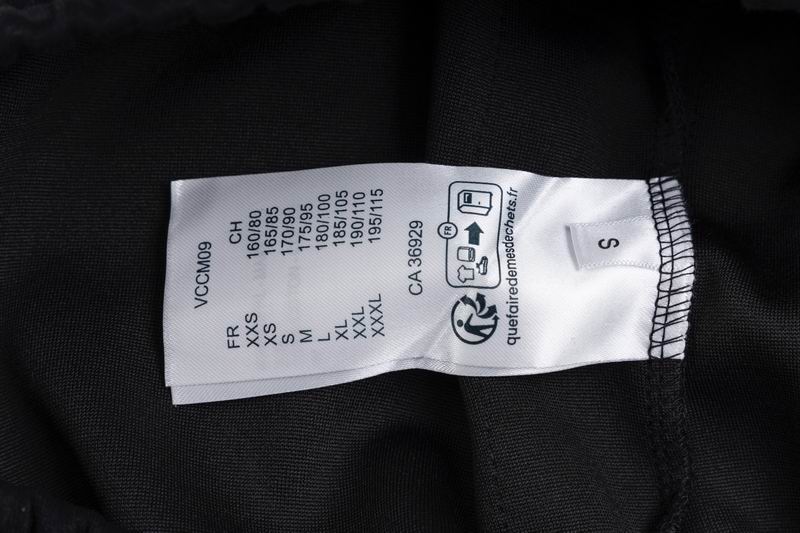 VCCM09
FR CH
XXS 160/80
XS 165/85
S 170/90
M 175/95
L 180/100
XL 185/105
XXL 190/110
XXXL 195/115
CA 36929
FR
quefairedemesdechets.fr
S